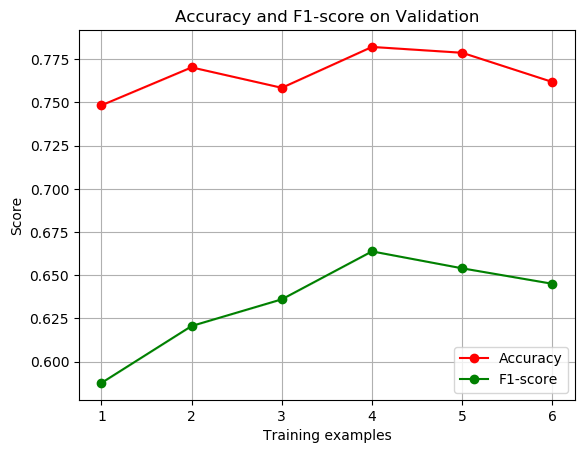 Accuracy and F1-score on Validation
0.775
0.750
0.725
0.700
0.675
0.650
0.625
0.600
Score
1 2 3 4 5 6
Training examples
Accuracy
F1-score